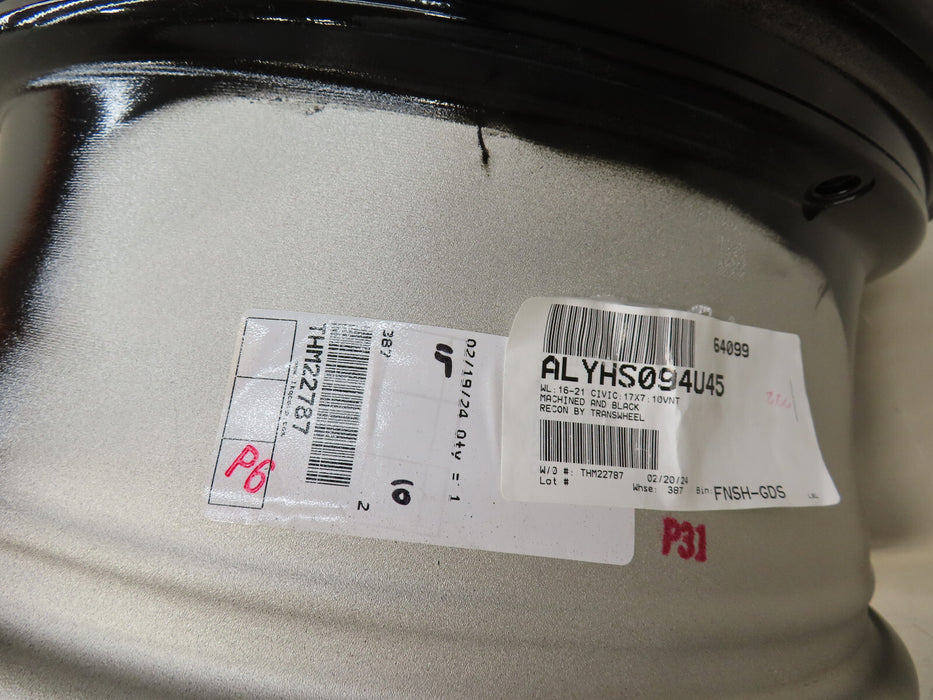 THM22787
387
2
02/19/24 Qty = 1
P6
64099
ALYHS094U45
WL:16-21 CIVIC:17X7:10VNT
MACHINED AND BLACK
RECON BY TRANSWHEEL
W/O #: THM22787 02/20/24
Lot # Whse: 387 Bin: FNSH-GDS LBL
P31